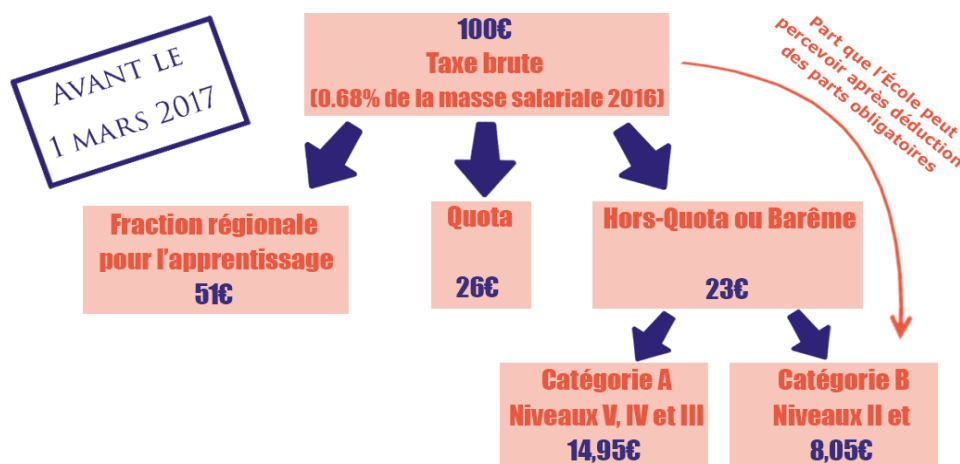 AVANT LE
1 MARS 2017
100€
Taxe brute
(0.68% de la masse salariale 2016)
Part que l'École peut
percevoir après déduction
des parts obligatoires
Fraction régionale
pour l'apprentissage
51€
Quota
26€
Hors-Quota ou Barême
23€
Catégorie A
Niveaux V, IV et III
14,95€
Catégorie B
Niveaux II et
8,05€